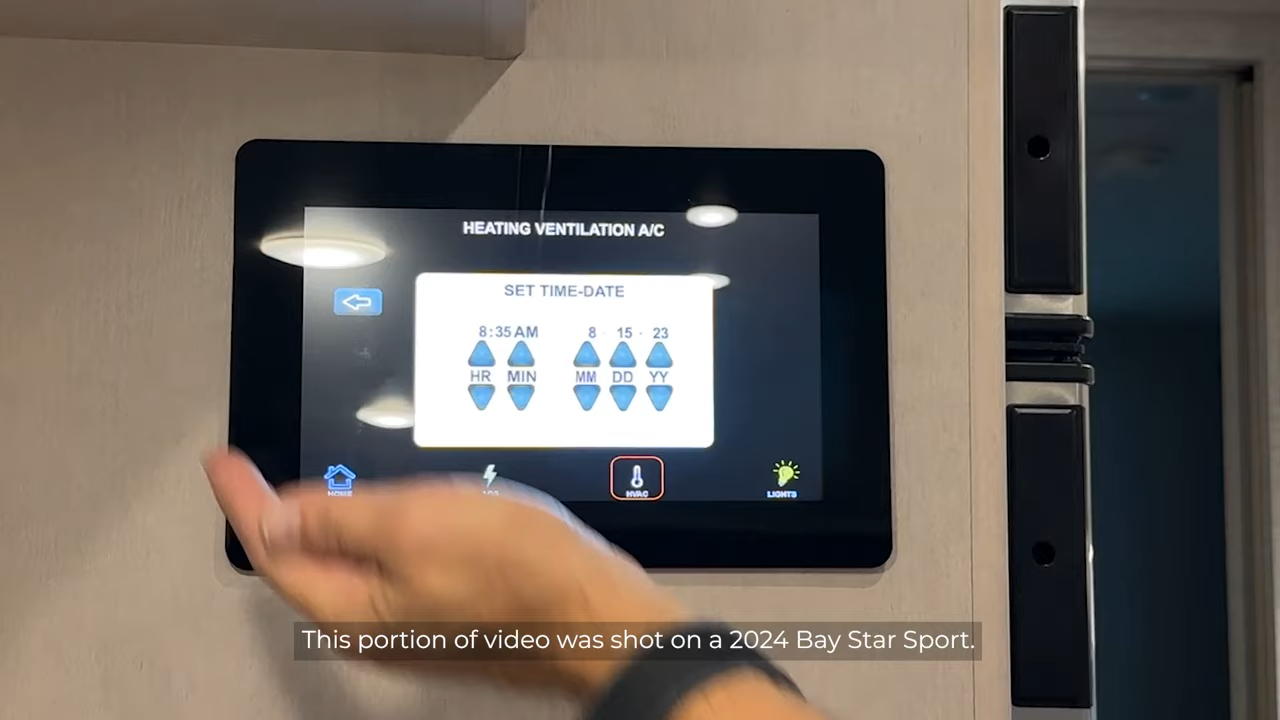 HEATING VENTILATION A/C
SET TIME-DATE
8:35 AM 8 · 15 · 23
HR MIN MM DD YY
HOME HVAC LIGHTS
This portion of video was shot on a 2024 Bay Star Sport.